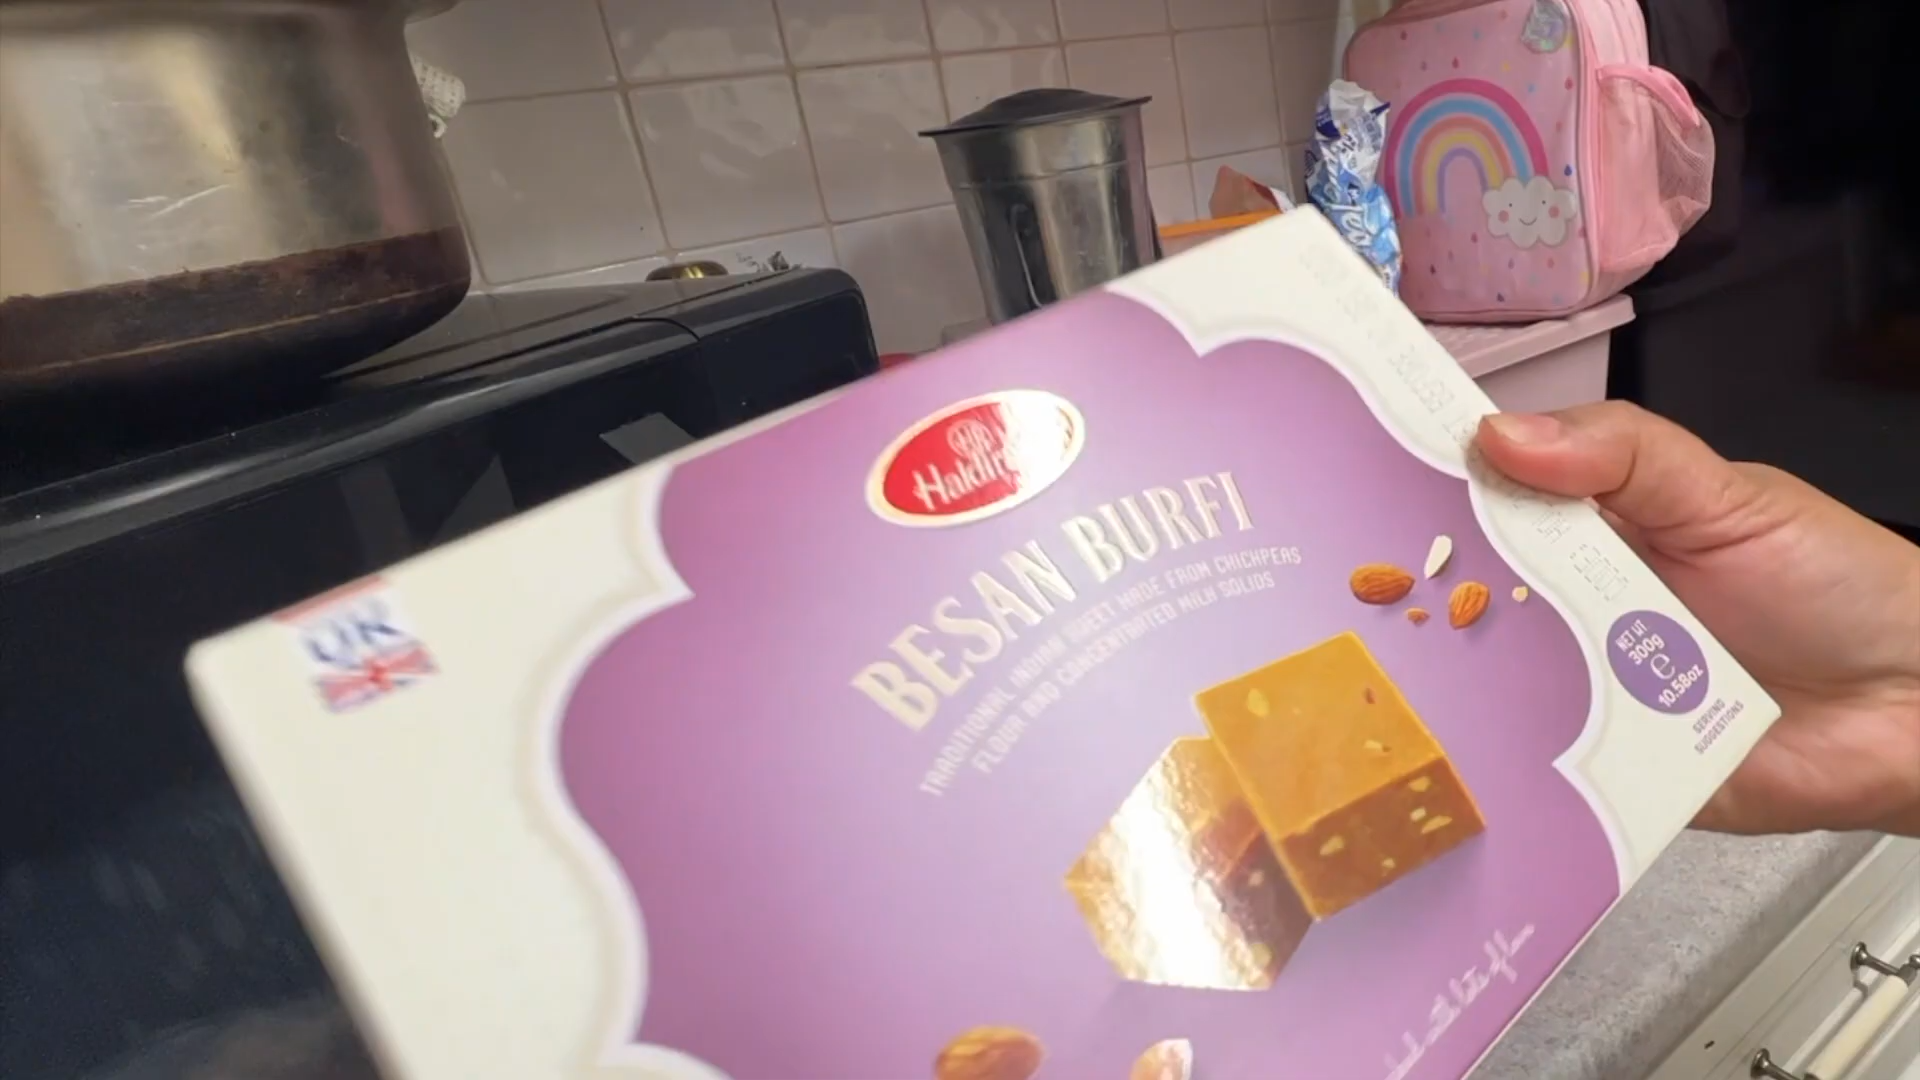 UK
BESAN BURFI
TRADITIONAL INDIAN SWEET MADE FROM CHICKPEAS
FLOUR AND CONCENTRATED MILK SOLIDS
NET WT
300g
e
10.58oz
SERVING
SUGGESTIONS